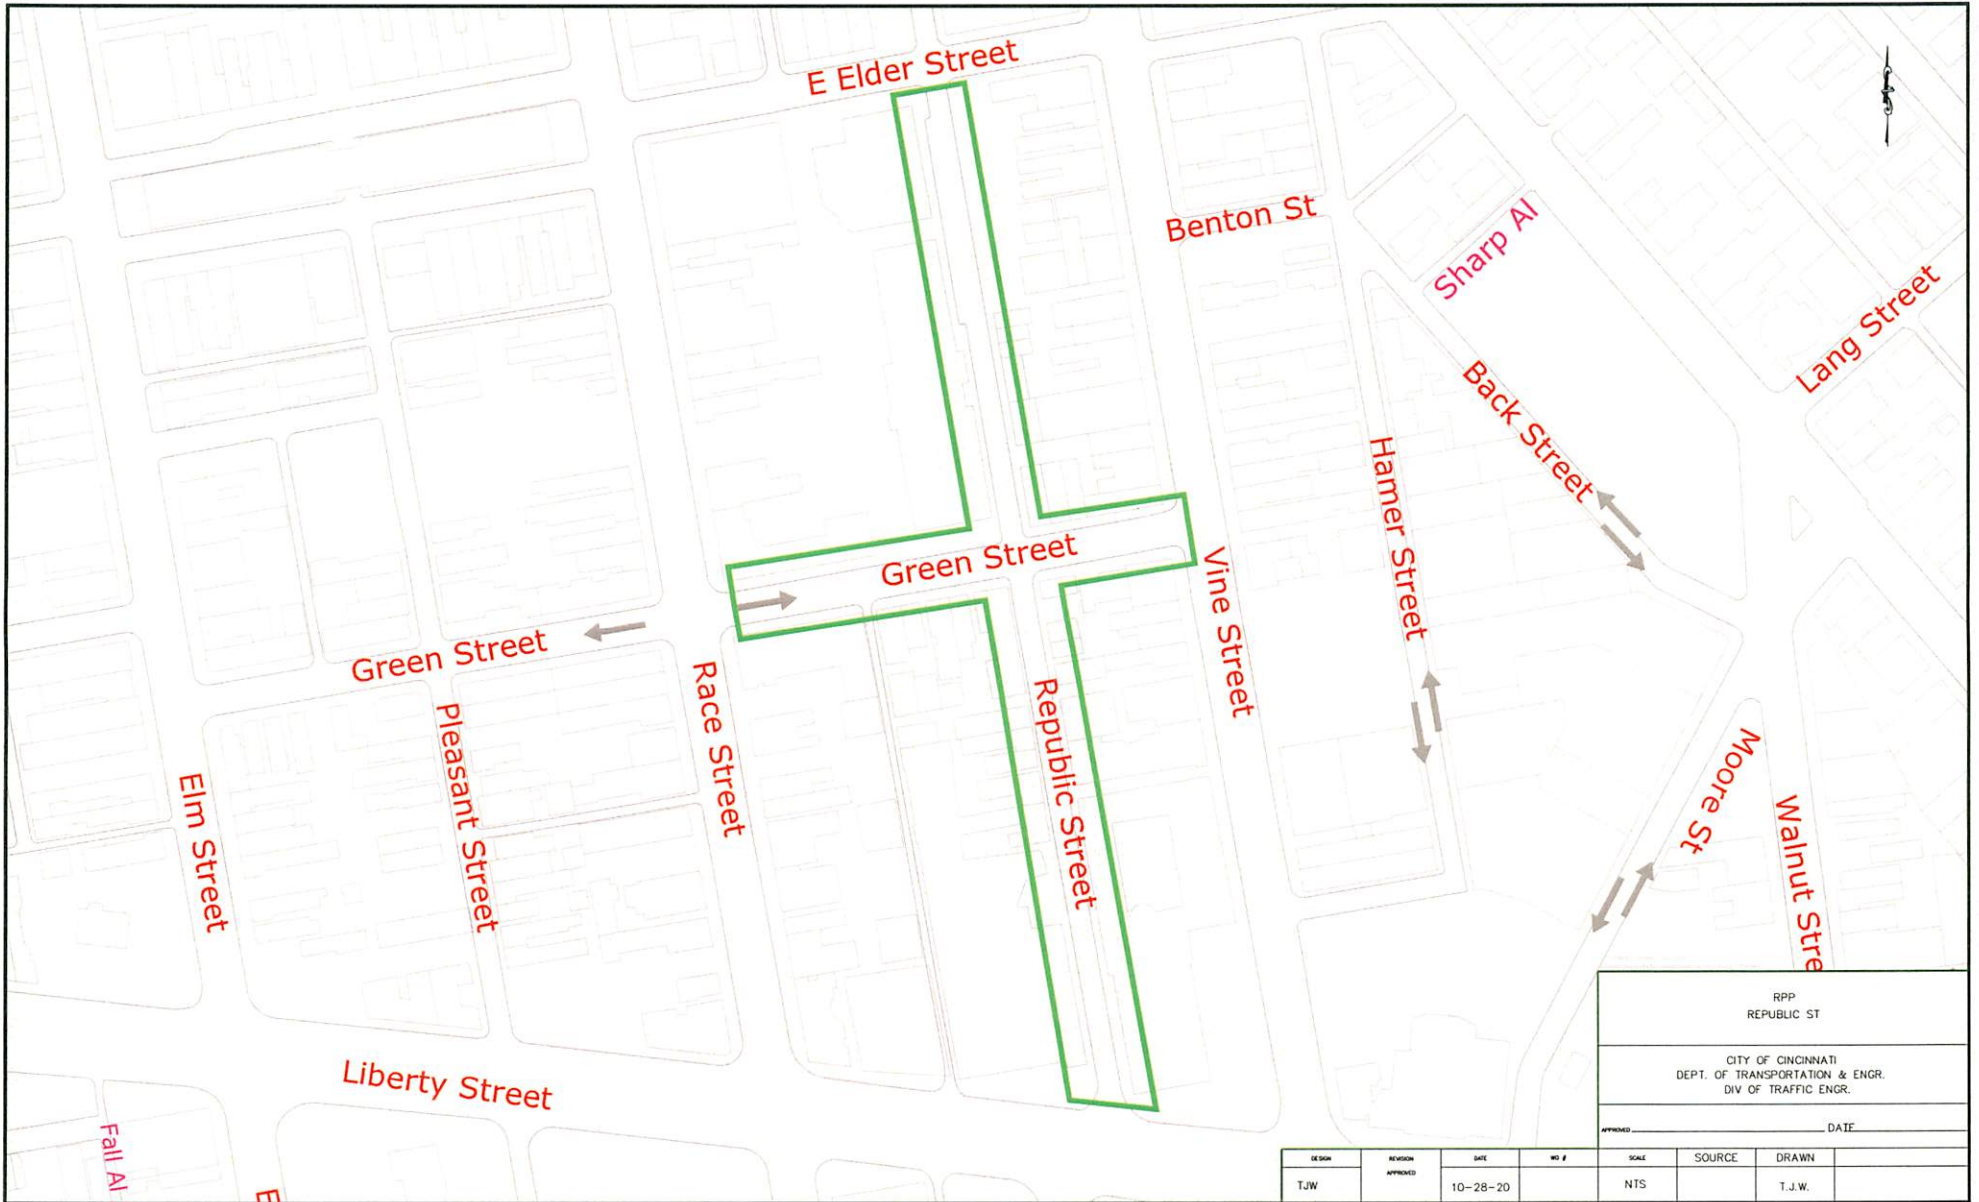 E Elder Street
Benton St
Sharp Al
Lang Street
Back Street
Hamer Street
Green Street
Vine Street
Green Street
Race Street
Republic Street
Pleasant Street
Elm Street
Moore St
Walnut Stre
Liberty Street
Fall Al
E
RPP
REPUBLIC ST
CITY OF CINCINNATI
DEPT. OF TRANSPORTATION & ENGR.
DIV OF TRAFFIC ENGR.
APPROVED DATE
DESIGN REVISION APPROVED DATE WO # SCALE SOURCE DRAWN
TJW 10-28-20 NTS T.J.W.